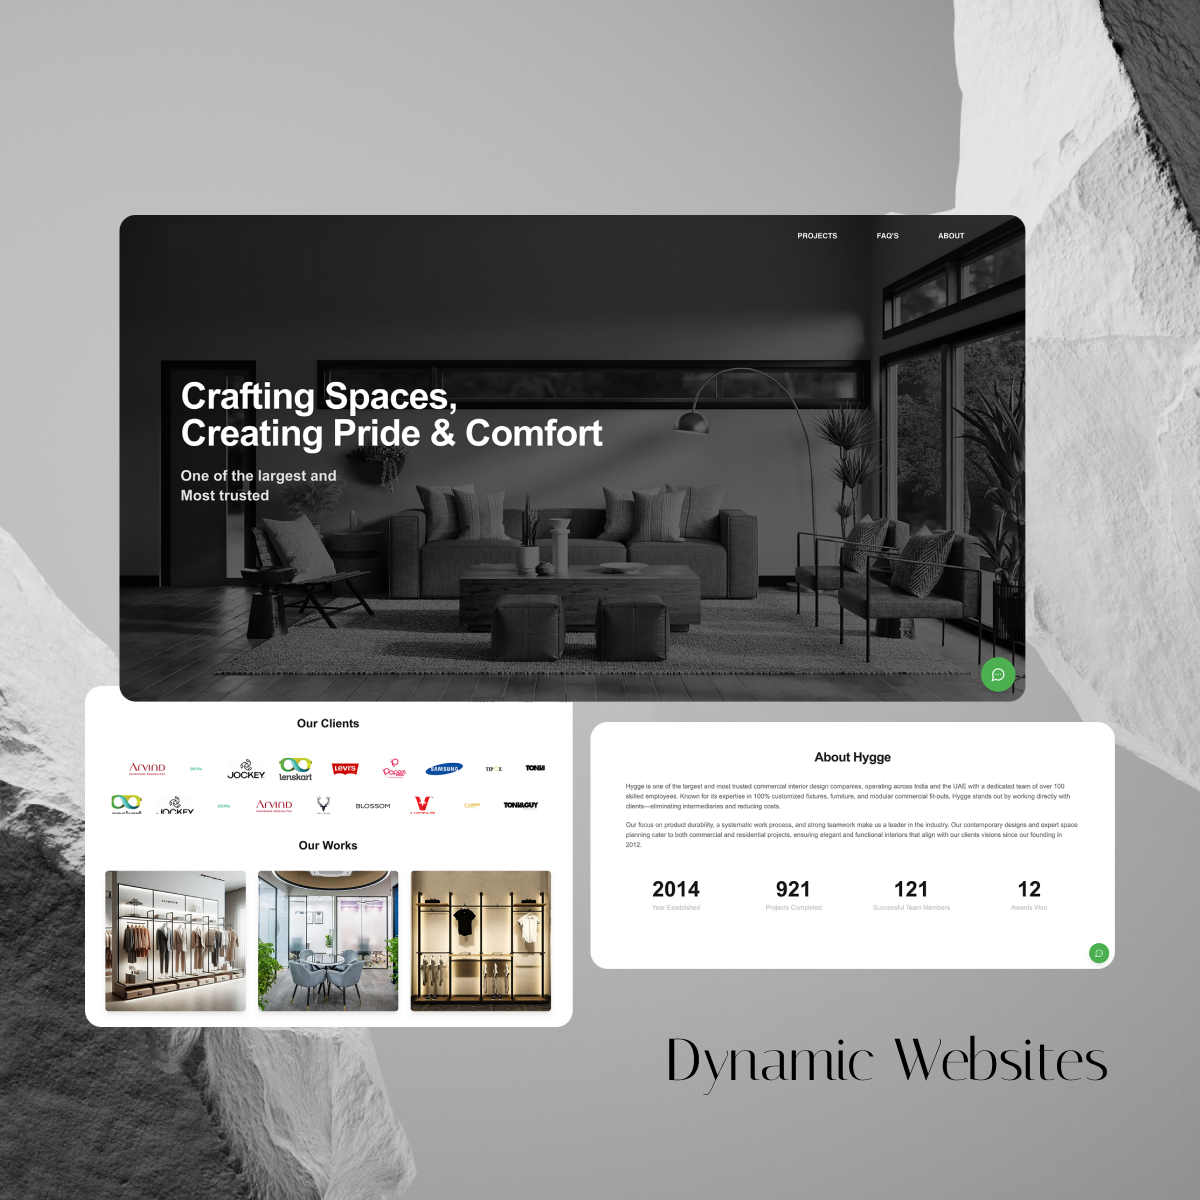 PROJECTS FAQ'S ABOUT
Crafting Spaces,
Creating Pride & Comfort
One of the largest and
Most trusted
Our Clients
ARVIND JOCKEY lenskart LEVI'S SAMSUNG
JOCKEY ARVIND BLOSSOM TONI&GUY
Our Works
About Hygge
Hygge is one of the largest and most trusted commercial interior design companies, operating across India and the UAE with a dedicated team of over 100
skilled employees. Known for its expertise in 100% customized fixtures, furniture, and modular commercial fit-outs, Hygge stands out by working directly with
clients—eliminating intermediaries and reducing costs.
Our focus on product durability, a systematic work process, and strong teamwork make us a leader in the industry. Our contemporary designs and expert space
planning cater to both commercial and residential projects, ensuring elegant and functional interiors that align with our clients visions since our founding in
2012.
2014 921 121 12
Year Established Projects Completed Successful Team Members Awards Won
Dynamic Websites